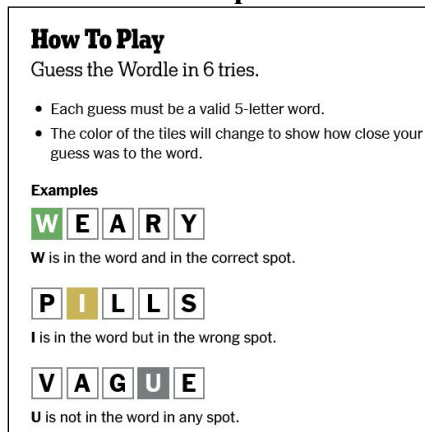 How To Play
Guess the Wordle in 6 tries.
• Each guess must be a valid 5-letter word.
• The color of the tiles will change to show how close your
guess was to the word.
Examples
W E A R Y
W is in the word and in the correct spot.
P I L L S
I is in the word but in the wrong spot.
V A G U E
U is not in the word in any spot.